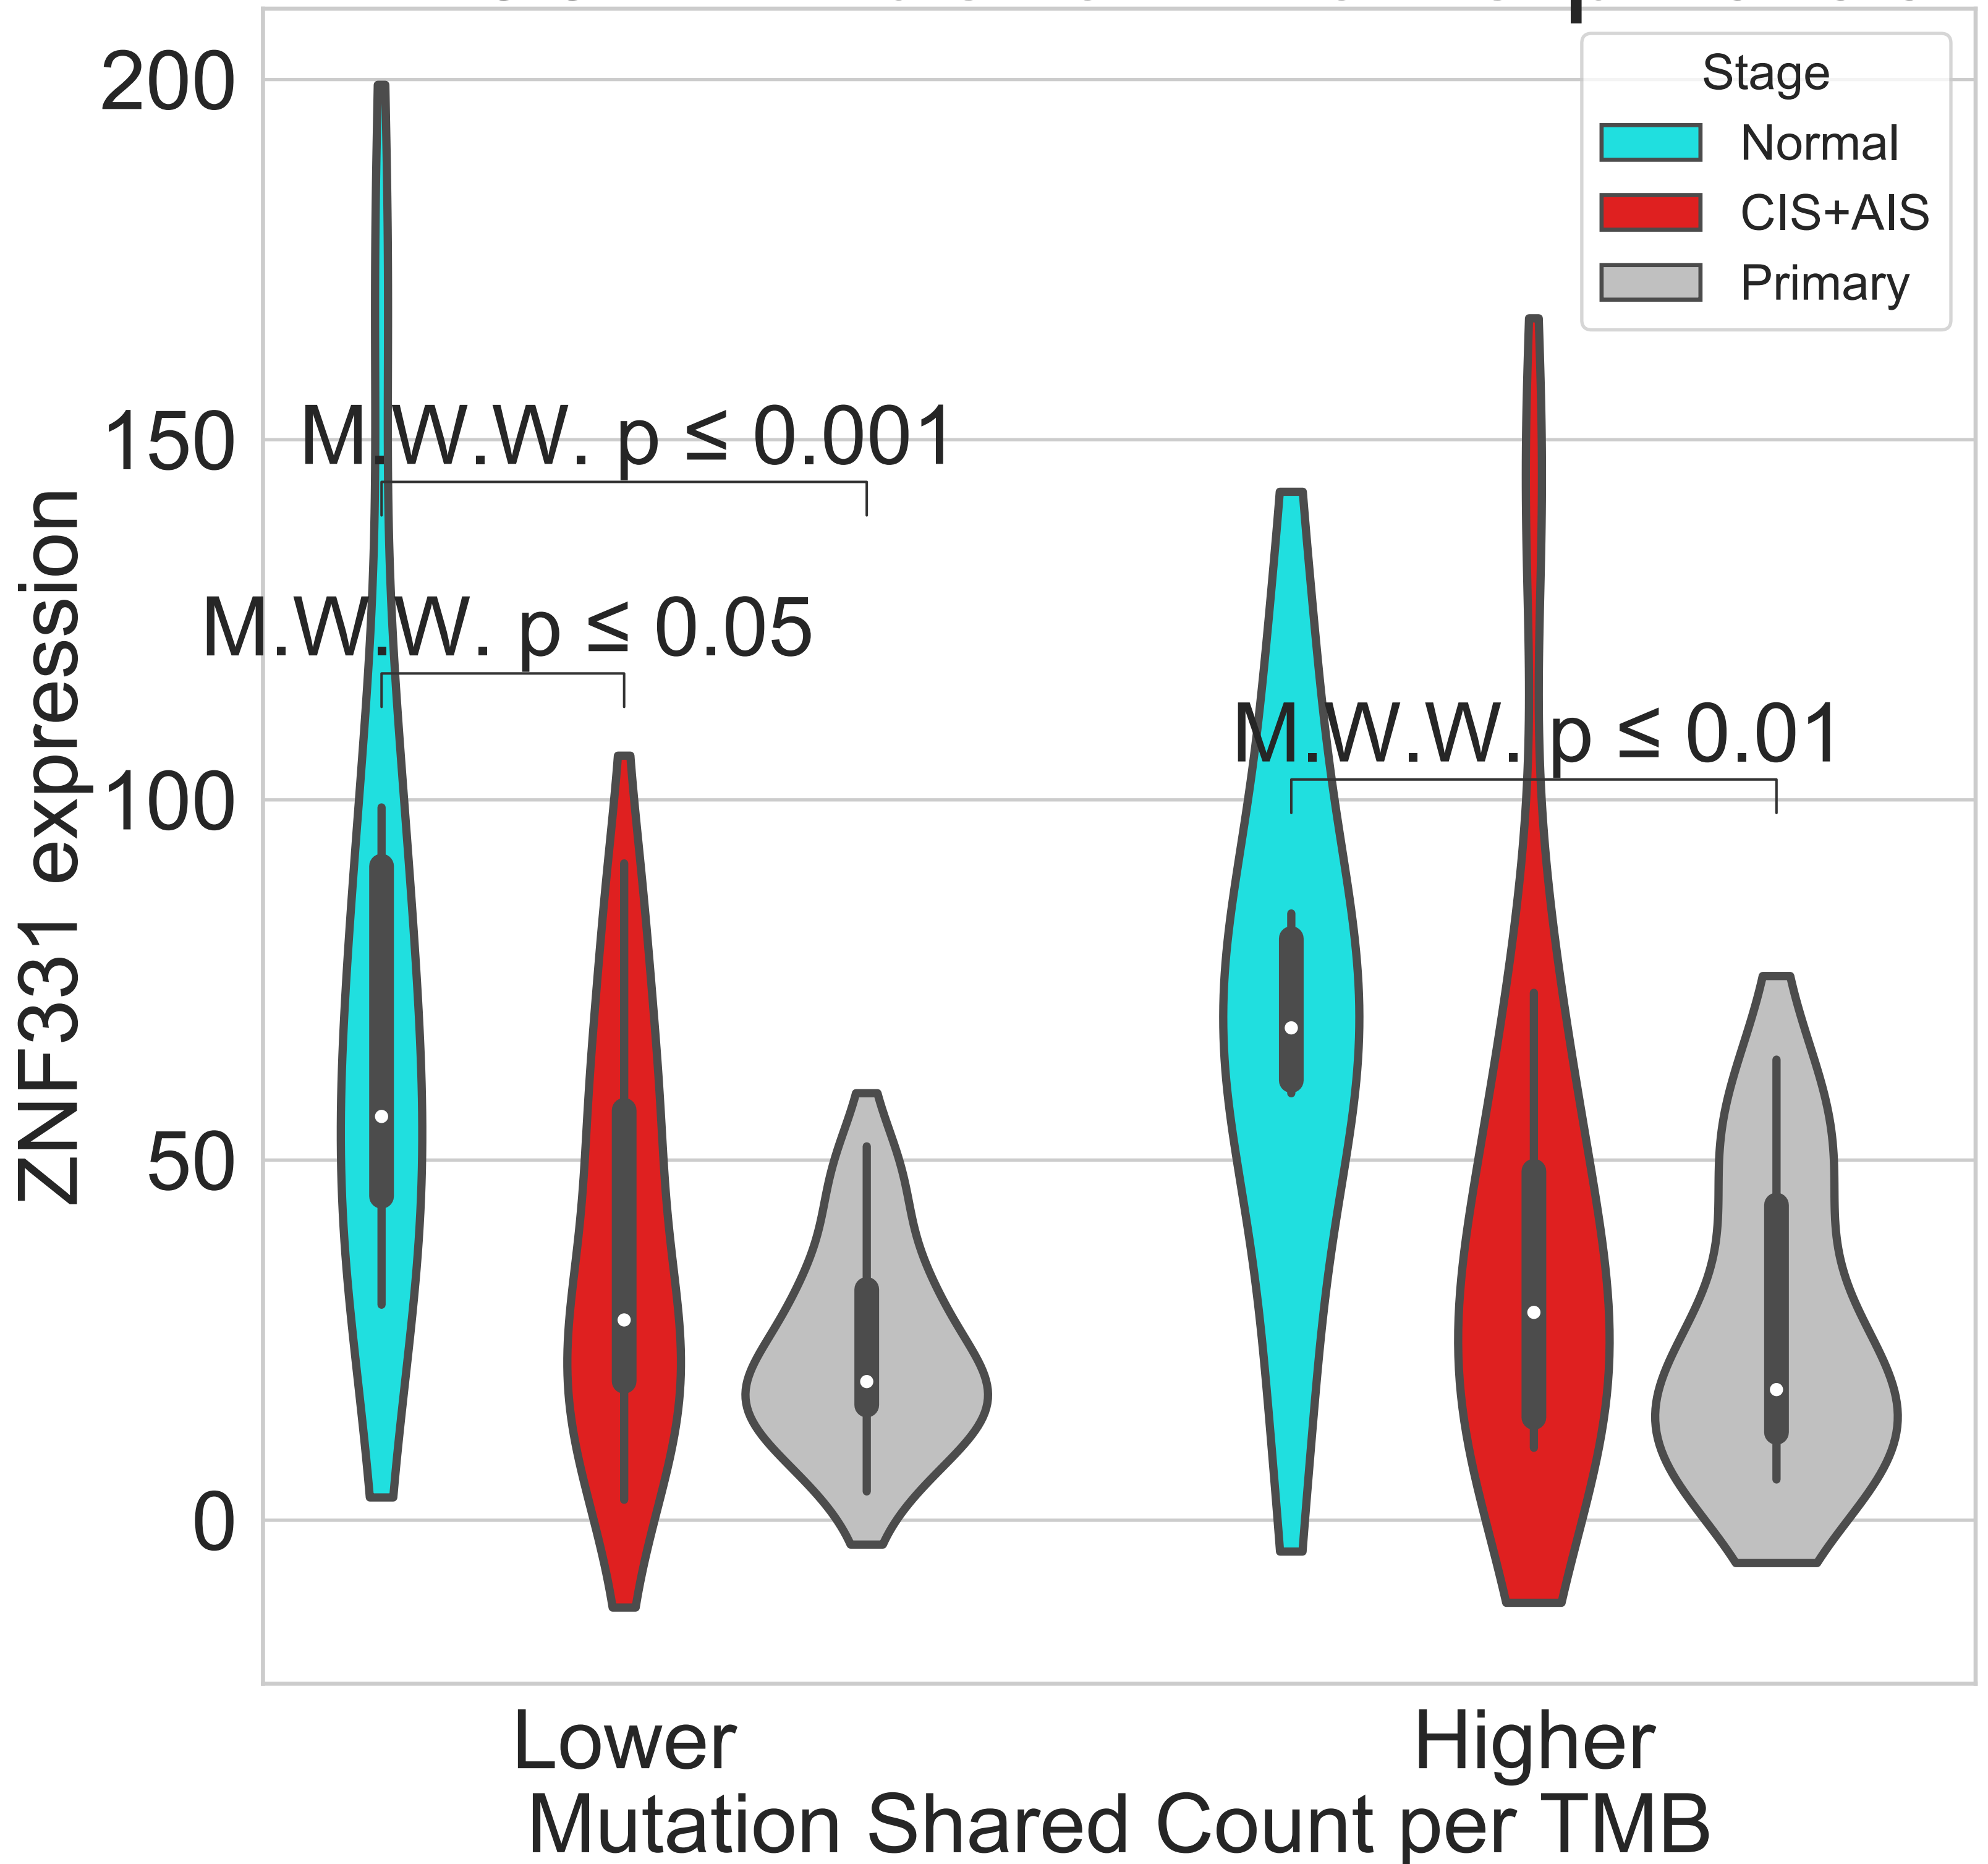 Stage
Normal
CIS+AIS
Primary
200
150
100
50
0
ZNF331 expression
M.W.W. p ≤ 0.001
M.W.W. p ≤ 0.05
M.W.W. p ≤ 0.01
Lower
Higher
Mutation Shared Count per TMB